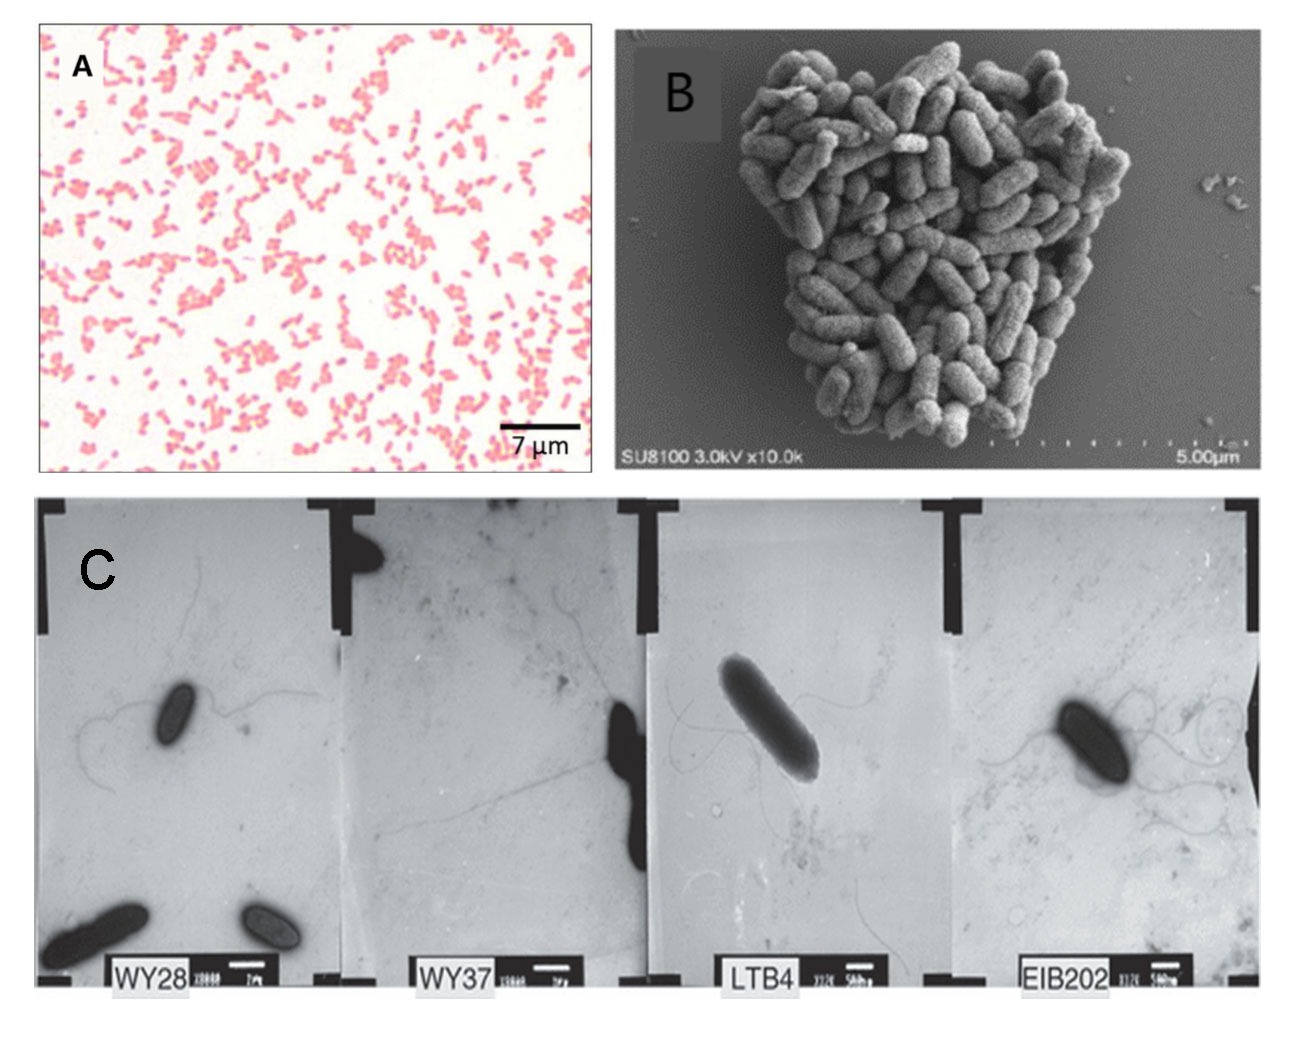 A
7 µm
B
SU8100 3.0kV x10.0k
5.00µm
C
WY28
WY37
LTB4
EIB202